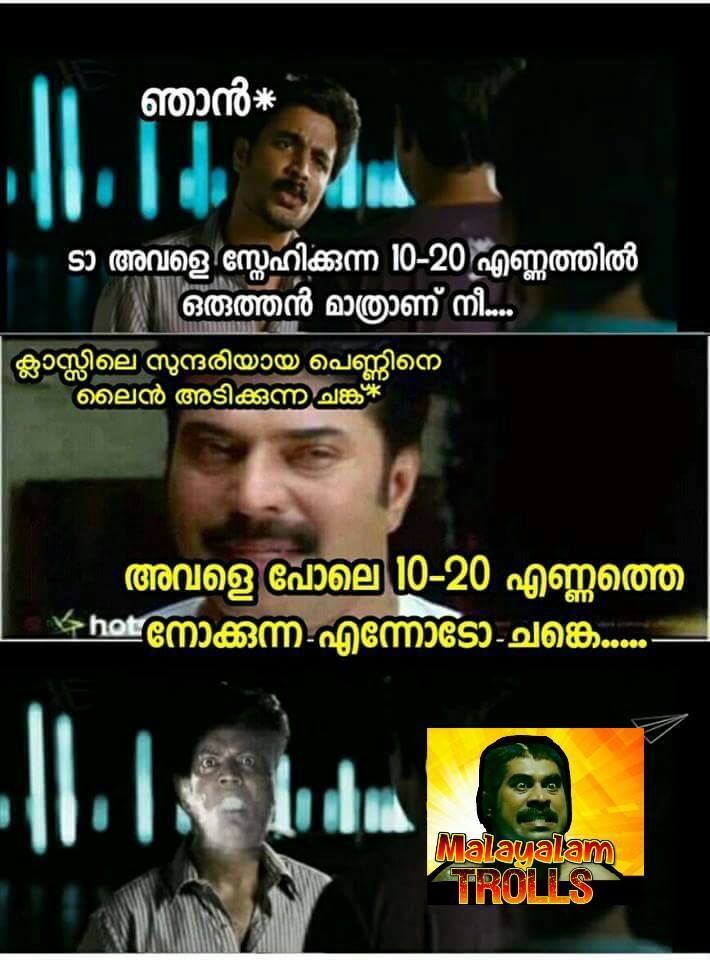 ഞാൻ*
ടാ അവളെ സ്നേഹിക്കുന്ന 10-20 എണ്ണത്തിൽ
ഒരുത്തൻ മാത്രാണ് നീ....
ക്ലാസ്സിലെ സുന്ദരിയായ പെണ്ണിനെ
ലൈൻ അടിക്കുന്ന ചങ്ക്*
അവളെ പോലെ 10-20 എണ്ണത്തെ
hot
നോക്കുന്ന എന്നോടോ ചങ്കെ.....
Malayalam
TROLLS